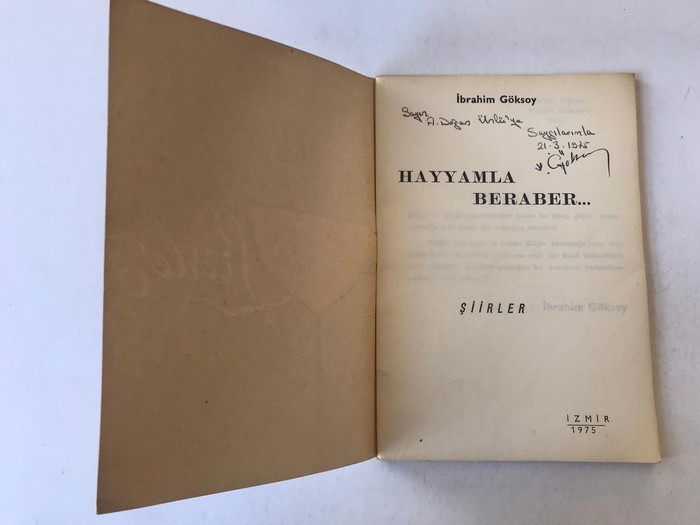 İbrahim Göksoy
Sayın
A. Doğan Ünlü'ye
Saygılarımla
21.3.1975
HAYYAMLA
BERABER...
ŞİİRLER
İbrahim Göksoy
İZMİR
1975